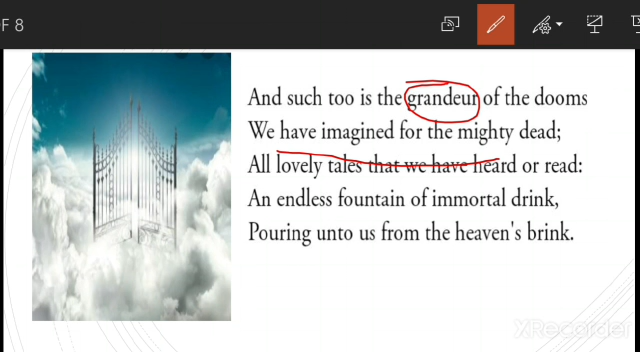 OF 8
And such too is the grandeur of the dooms
We have imagined for the mighty dead;
All lovely tales that we have heard or read:
An endless fountain of immortal drink,
Pouring unto us from the heaven's brink.
XRecorder